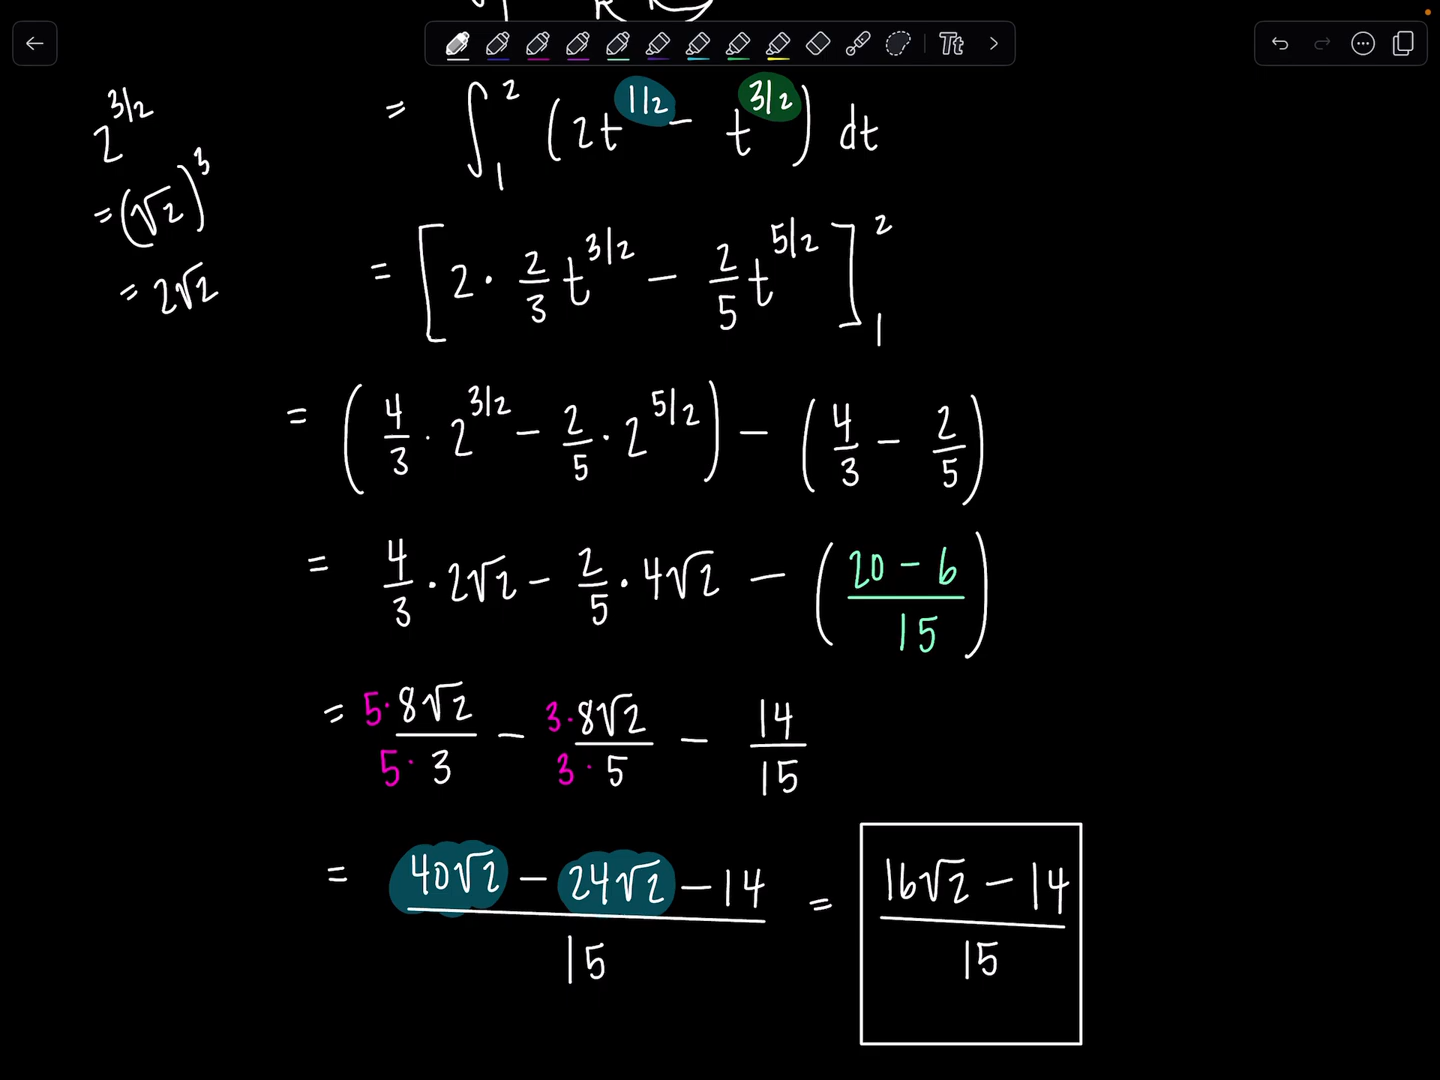 Tt
2^{3/2}
= (√2)^3
= 2√2
= ∫_1^2 (2t^{1/2} - t^{3/2}) dt
= [2 · 2/3 t^{3/2} - 2/5 t^{5/2}]_1^2
= (4/3 · 2^{3/2} - 2/5 · 2^{5/2}) - (4/3 - 2/5)
= 4/3 · 2√2 - 2/5 · 4√2 - ((20 - 6)/15)
= (5·8√2)/(5·3) - (3·8√2)/(3·5) - 14/15
= (40√2 - 24√2 - 14)/15 = (16√2 - 14)/15